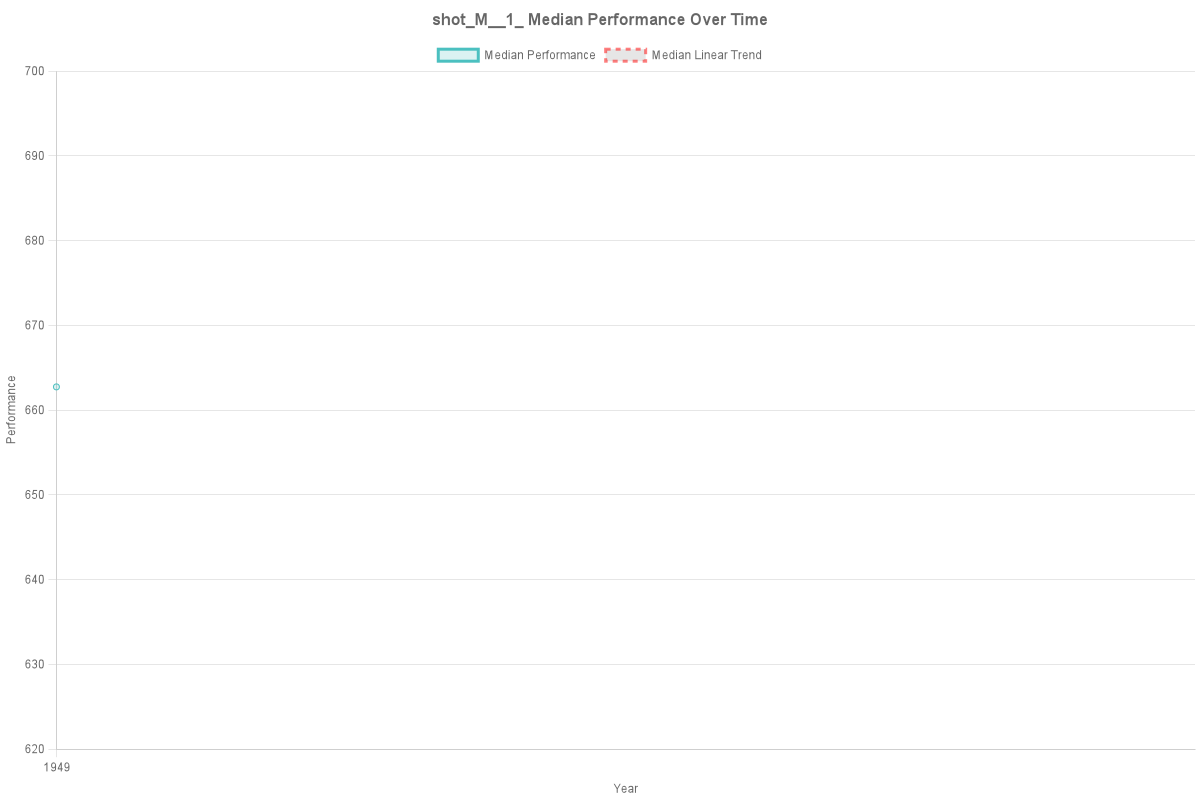 shot_M__1_ Median Performance Over Time
Median Performance
Median Linear Trend
700
690
680
670
660
650
640
630
620
Performance
1949
Year